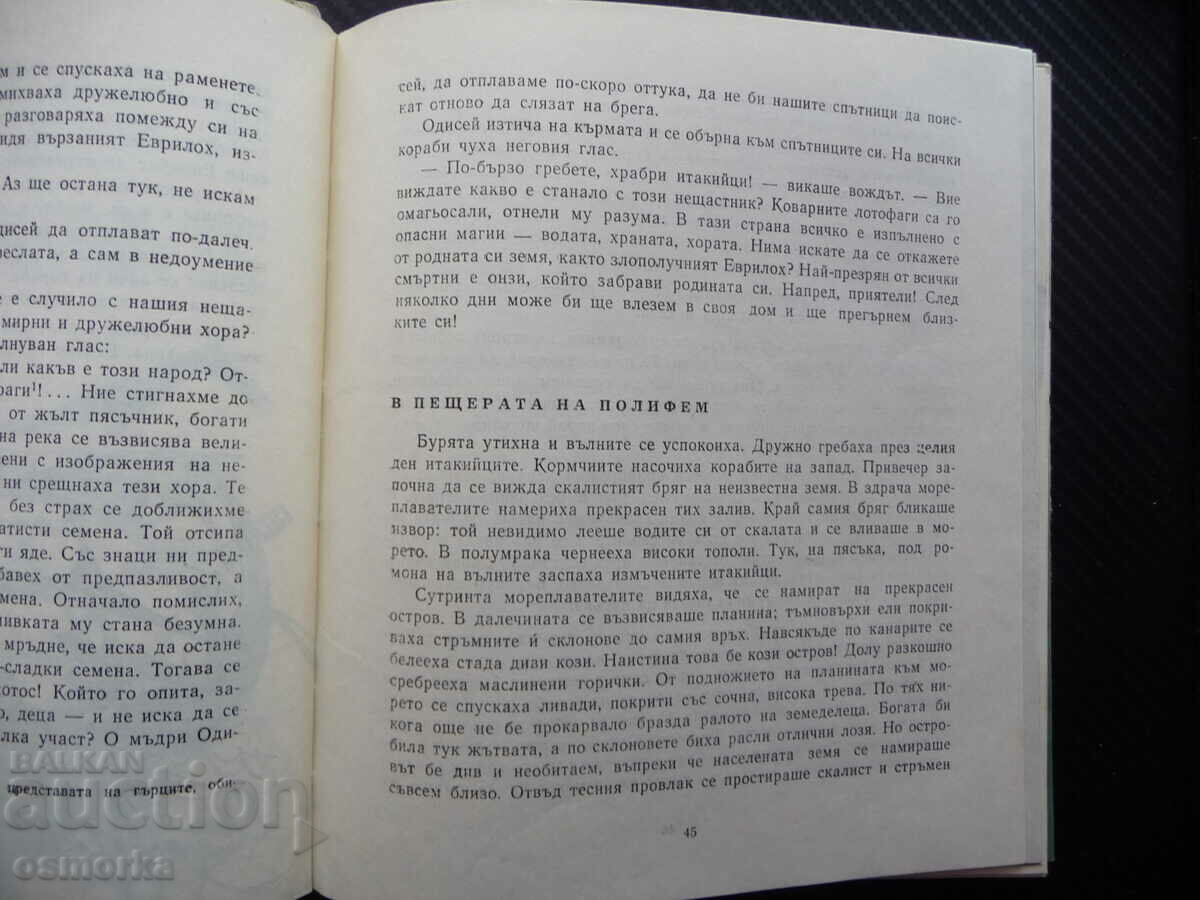 м и се спускаха на раменете.
михваха дружелюбно и със
разговаряха помежду си на
идя вързаният Еврилох, из-
Аз ще остана тук, не искам
дисей да отплават по-далеч.
веслата, а сам в недоумение
е е случило с нашия неща-
мирни и дружелюбни хора?
лнуван глас:
ли какъв е този народ? От-
раги¹! . . . Ние стигнахме до
от жълт пясъчник, богати
на река се възвисява вели-
ени с изображения на не-
ни срещнаха тези хора. Те
без страх се доближихме
атисти семена. Той отсипа
ги яде. Със знаци ни пред-
бавех от предпазливост, а
мена. Отначало помислих,
ивката му стана безумна.
мръдне, че иска да остане
-сладки семена. Тогава се
отос! Който го опита, за-
о, деца — и не иска да се
лка участ? О мъдри Оди-
представата на гърците, оби-
сей, да отплаваме по-скоро оттука, да не би нашите спътници да поис-
кат отново да слязат на брега.
Одисей изтича на кърмата и се обърна към спътниците си. На всички
кораби чуха неговия глас.
— По-бързо гребете, храбри итакийци! — викаше вождът. — Вие
виждате какво е станало с този нещастник? Коварните лотофаги са го
омагьосали, отнели му разума. В тази страна всичко е изпълнено с
опасни магии — водата, храната, хората. Нима искате да се откажете
от родната си земя, както злополучният Еврилох? Най-презрян от всички
смъртни е онзи, който забрави родината си. Напред, приятели! След
няколко дни може би ще влезем в своя дом и ще прегърнем близ-
ките си!
В ПЕЩЕРАТА НА ПОЛИФЕМ
Бурята утихна и вълните се успокоиха. Дружно гребаха през целия
ден итакийците. Кормчиите насочиха корабите на запад. Привечер за-
почна да се вижда скалистият бряг на неизвестна земя. В здрача море-
плавателите намериха прекрасен тих залив. Край самия бряг бликаше
извор: той невидимо лееше водите си от скалата и се вливаше в мо-
рето. В полумрака чернееха високи тополи. Тук, на пясъка, под ро-
мона на вълните заспаха измъчените итакийци.
Сутринта мореплавателите видяха, че се намират на прекрасен
остров. В далечината се възвисяваше планина; тъмновърхи ели покри-
ваха стръмните ѝ склонове до самия връх. Навсякъде по канарите се
белееха стада диви кози. Наистина това бе кози остров! Долу разкошно
сребрееха маслинени горички. От подножието на планината към мо-
рето се спускаха ливади, покрити със сочна, висока трева. По тях ни-
кога още не бе прокарвало бразда ралото на земеделеца. Богата би
била тук жътвата, а по склоновете биха расли отлични лозя. Но остро-
вът бе див и необитаем, въпреки че населената земя се намираше
съвсем близо. Отвъд тесния провлак се простираше скалист и стръмен
45
BALKAN
auction
osmorka